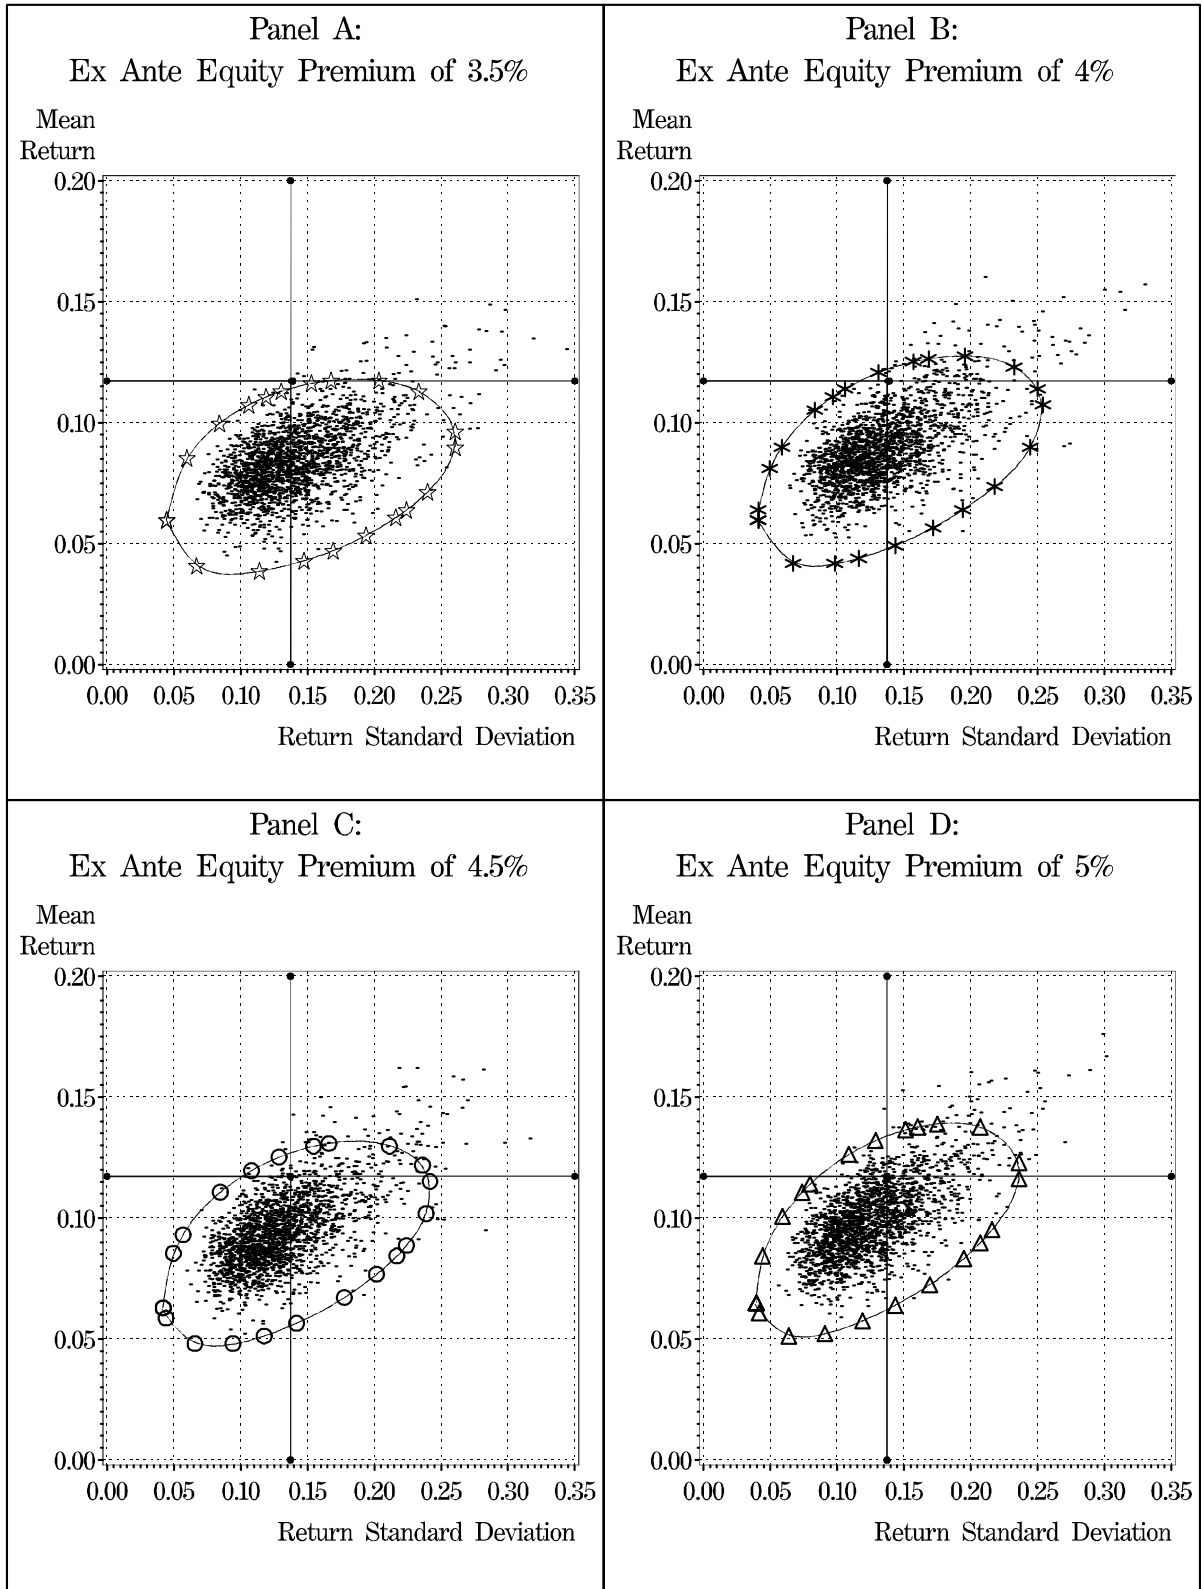 Panel A:
Ex Ante Equity Premium of 3.5%
Mean
Return
0.20
0.15
0.10
0.05
0.00
0.00 0.05 0.10 0.15 0.20 0.25 0.30 0.35
Return Standard Deviation
Panel B:
Ex Ante Equity Premium of 4%
Mean
Return
0.20
0.15
0.10
0.05
0.00
0.00 0.05 0.10 0.15 0.20 0.25 0.30 0.35
Return Standard Deviation
Panel C:
Ex Ante Equity Premium of 4.5%
Mean
Return
0.20
0.15
0.10
0.05
0.00
0.00 0.05 0.10 0.15 0.20 0.25 0.30 0.35
Return Standard Deviation
Panel D:
Ex Ante Equity Premium of 5%
Mean
Return
0.20
0.15
0.10
0.05
0.00
0.00 0.05 0.10 0.15 0.20 0.25 0.30 0.35
Return Standard Deviation